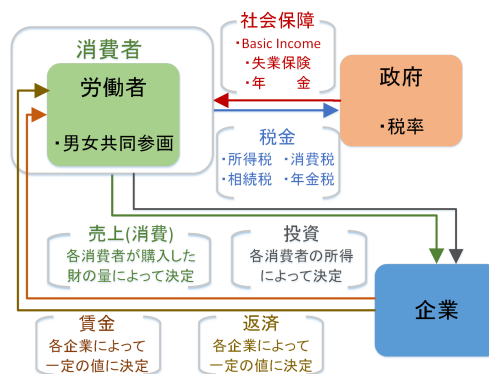 社会保障
・Basic Income
・失業保険
・年　　金
消費者
労働者
・男女共同参画
政府
・税率
税金
・所得税 ・消費税
・相続税 ・年金税
売上(消費)
各消費者が購入した
財の量によって決定
投資
各消費者の所得
によって決定
企業
賃金
各企業によって
一定の値に決定
返済
各企業によって
一定の値に決定